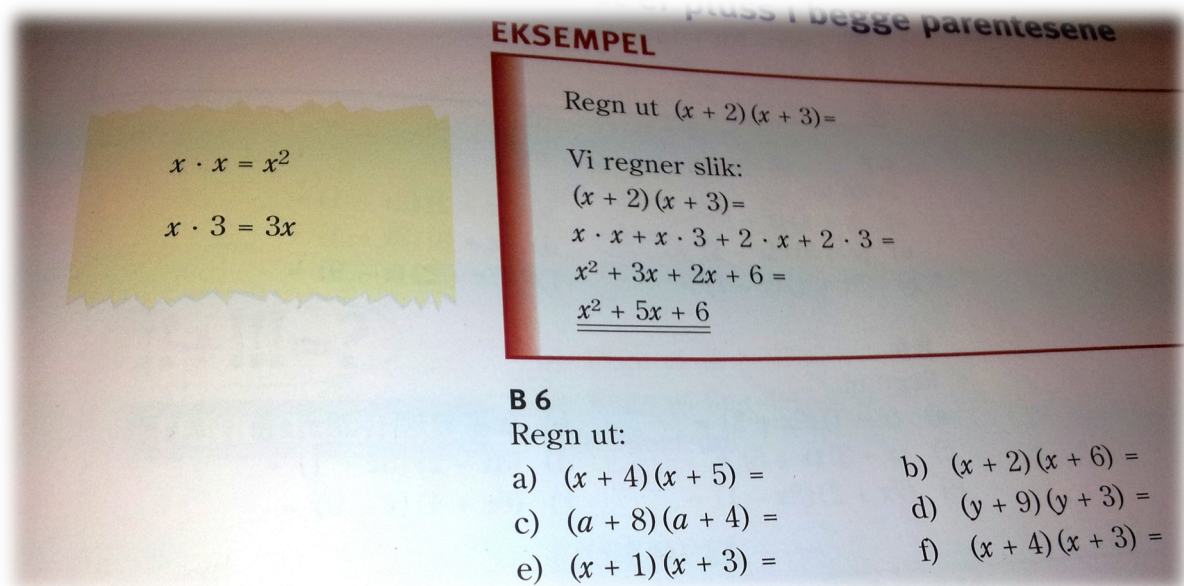 pluss i begge parentesene
EKSEMPEL
x · x = x²
x · 3 = 3x
Regn ut (x + 2)(x + 3)=
Vi regner slik:
(x + 2)(x + 3)=
x · x + x · 3 + 2 · x + 2 · 3 =
x² + 3x + 2x + 6 =
x² + 5x + 6
B 6
Regn ut:
a) (x + 4)(x + 5) =
b) (x + 2)(x + 6) =
c) (a + 8)(a + 4) =
d) (y + 9)(y + 3) =
e) (x + 1)(x + 3) =
f) (x + 4)(x + 3) =